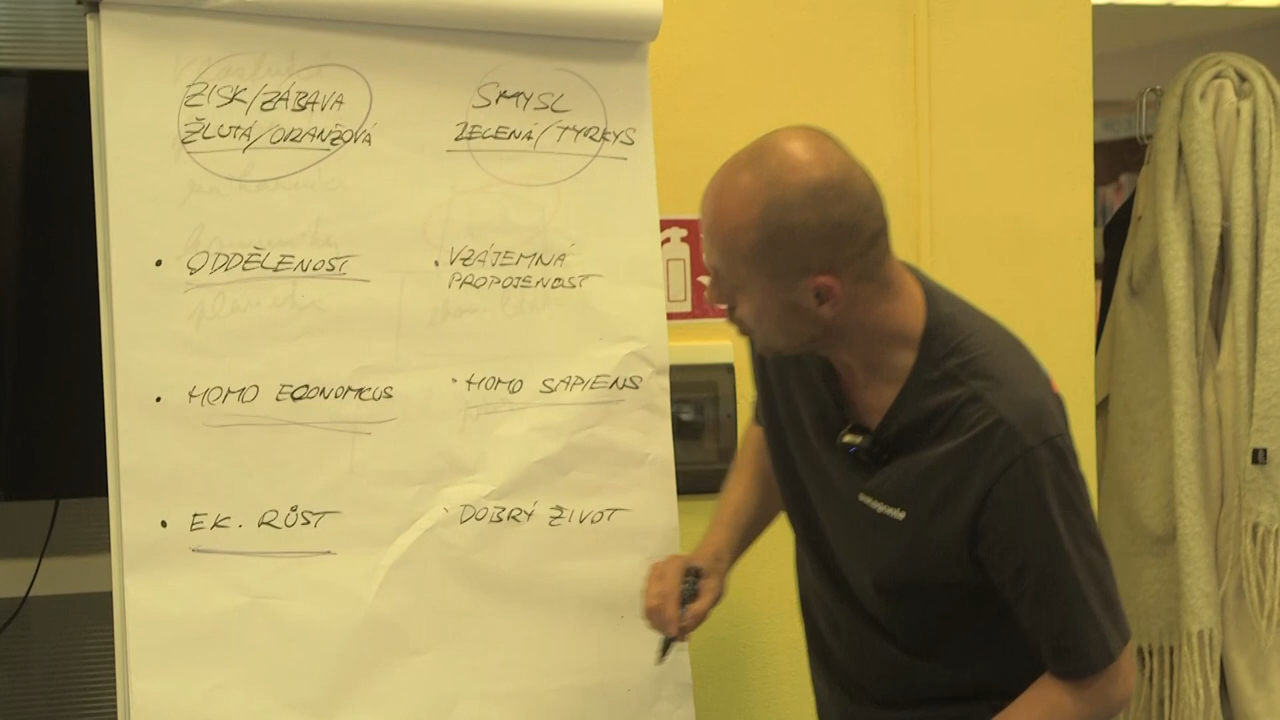 ZISK/ZÁBAVA
ŽLUTÁ/ORANŽOVÁ
SMYSL
ZELENÁ/TYRKYS
• ODDĚLENOST
• VZÁJEMNÁ
PROPOJENOST
• HOMO ECONOMICUS
• HOMO SAPIENS
• EK. RŮST
• DOBRÝ ŽIVOT